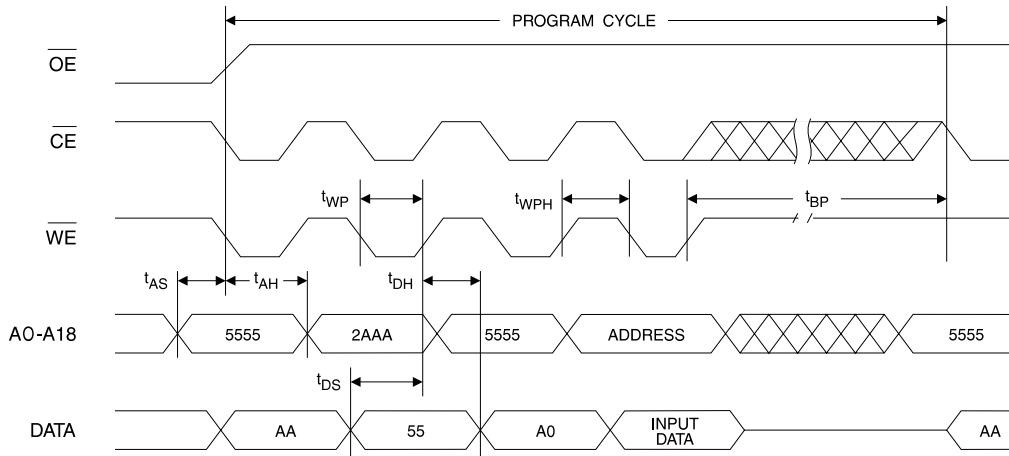 PROGRAM CYCLE
OE
CE
tWP
tWPH
tBP
WE
tAS
tAH
tDH
A0-A18
5555
2AAA
5555
ADDRESS
5555
tDS
DATA
AA
55
A0
INPUT
DATA
AA